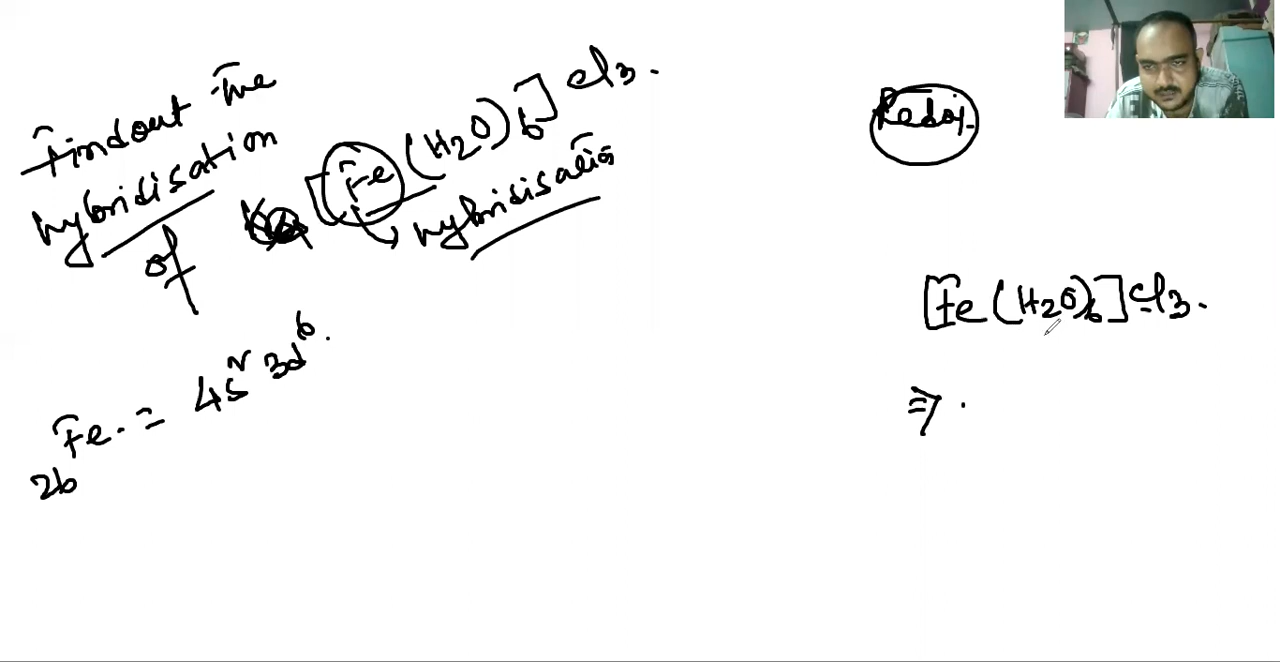 Findout the
hybridisation
of [Fe(H2O)6]Cl3.
hybridisation
26Fe. = 4s² 3d⁶.
Redox.
[Fe(H2O)6]Cl3.
⇒ .